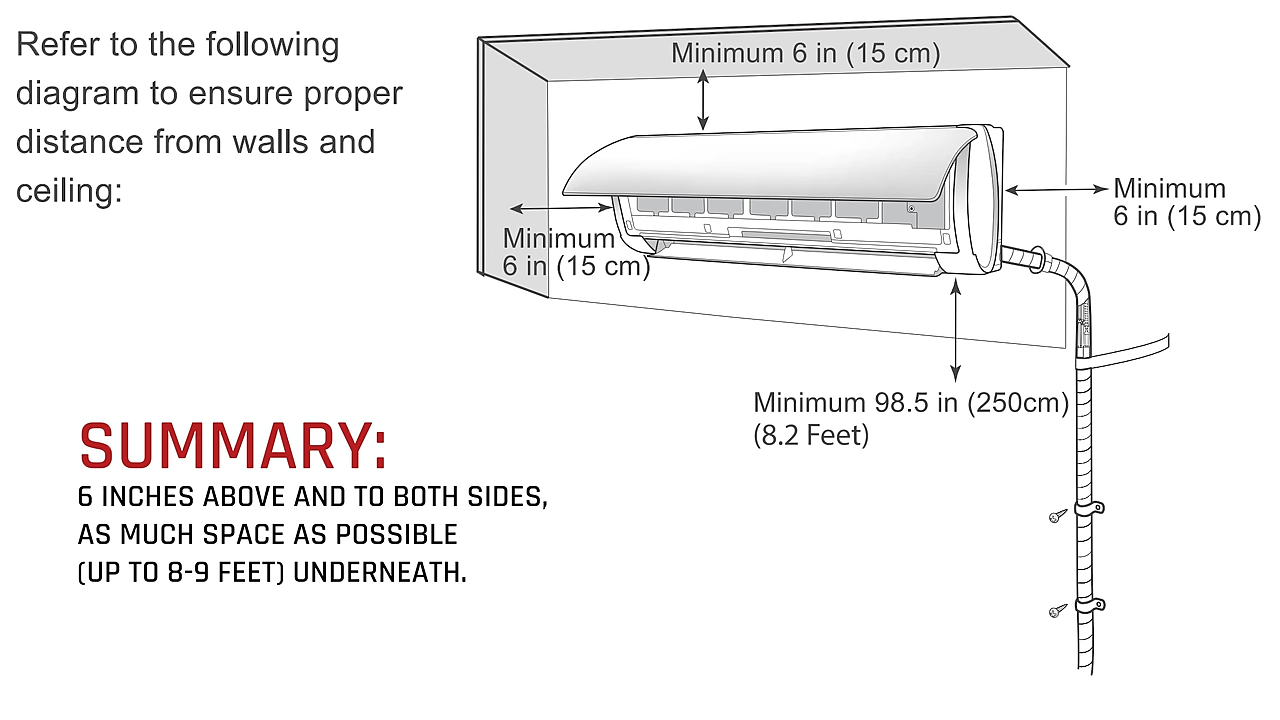 Refer to the following
diagram to ensure proper
distance from walls and
ceiling:
Minimum 6 in (15 cm)
Minimum
6 in (15 cm)
Minimum
6 in (15 cm)
Minimum 98.5 in (250cm)
(8.2 Feet)
SUMMARY:
6 INCHES ABOVE AND TO BOTH SIDES,
AS MUCH SPACE AS POSSIBLE
(UP TO 8-9 FEET) UNDERNEATH.